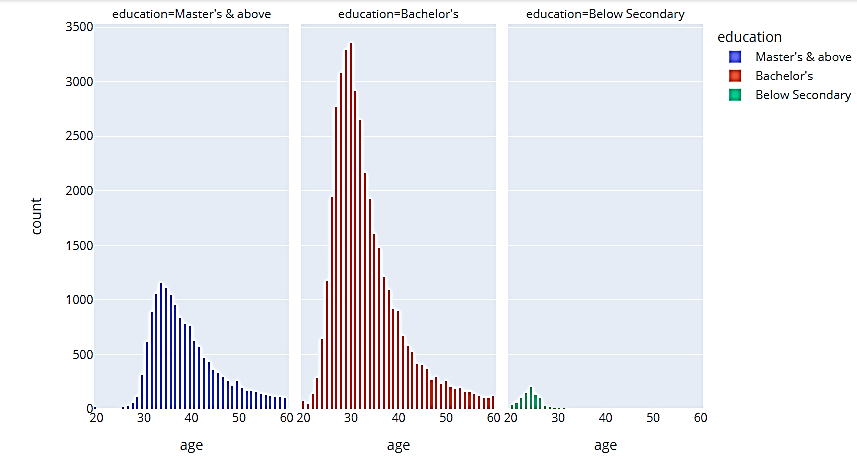 education=Master's & above education=Bachelor's education=Below Secondary
education
Master's & above
Bachelor's
Below Secondary
3500
3000
2500
2000
1500
1000
500
0
count
20 30 40 50 60 20 30 40 50 60 20 30 40 50 60
age age age